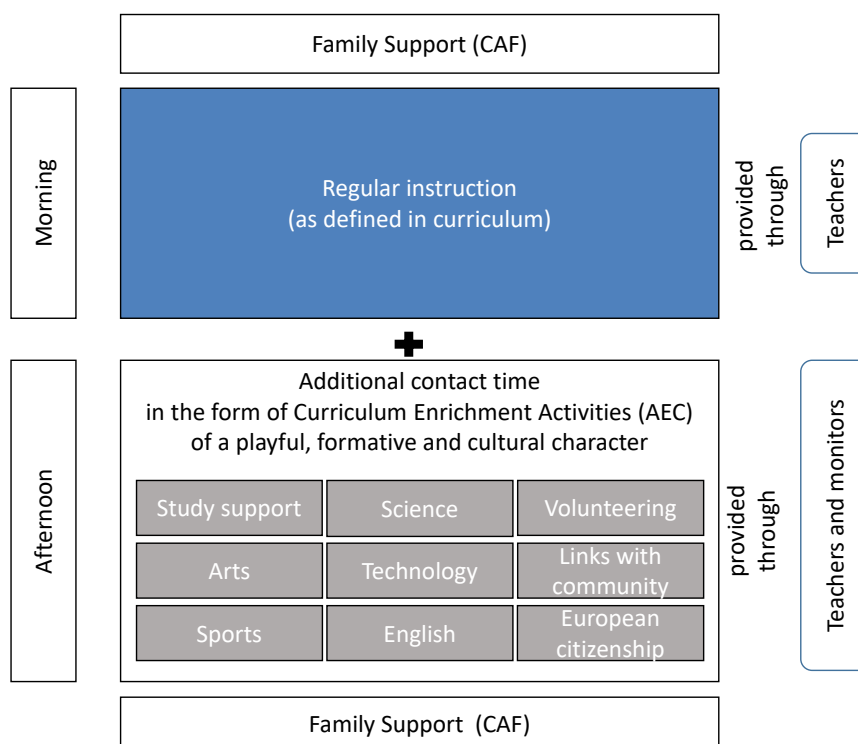 Family Support (CAF)
Morning
Regular instruction
(as defined in curriculum)
provided
through
Teachers
Afternoon
Additional contact time
in the form of Curriculum Enrichment Activities (AEC)
of a playful, formative and cultural character
Study support
Science
Volunteering
Arts
Technology
Links with
community
Sports
English
European
citizenship
provided
through
Teachers and monitors
Family Support (CAF)